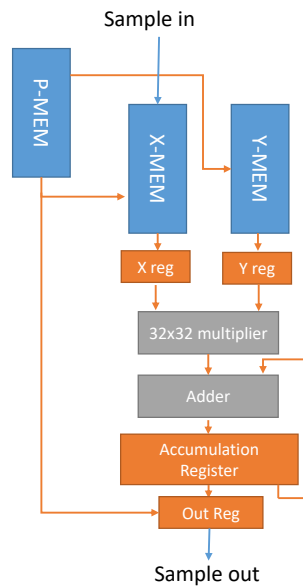 Sample in
P-MEM
X-MEM
Y-MEM
X reg
Y reg
32x32 multiplier
Adder
Accumulation
Register
Out Reg
Sample out